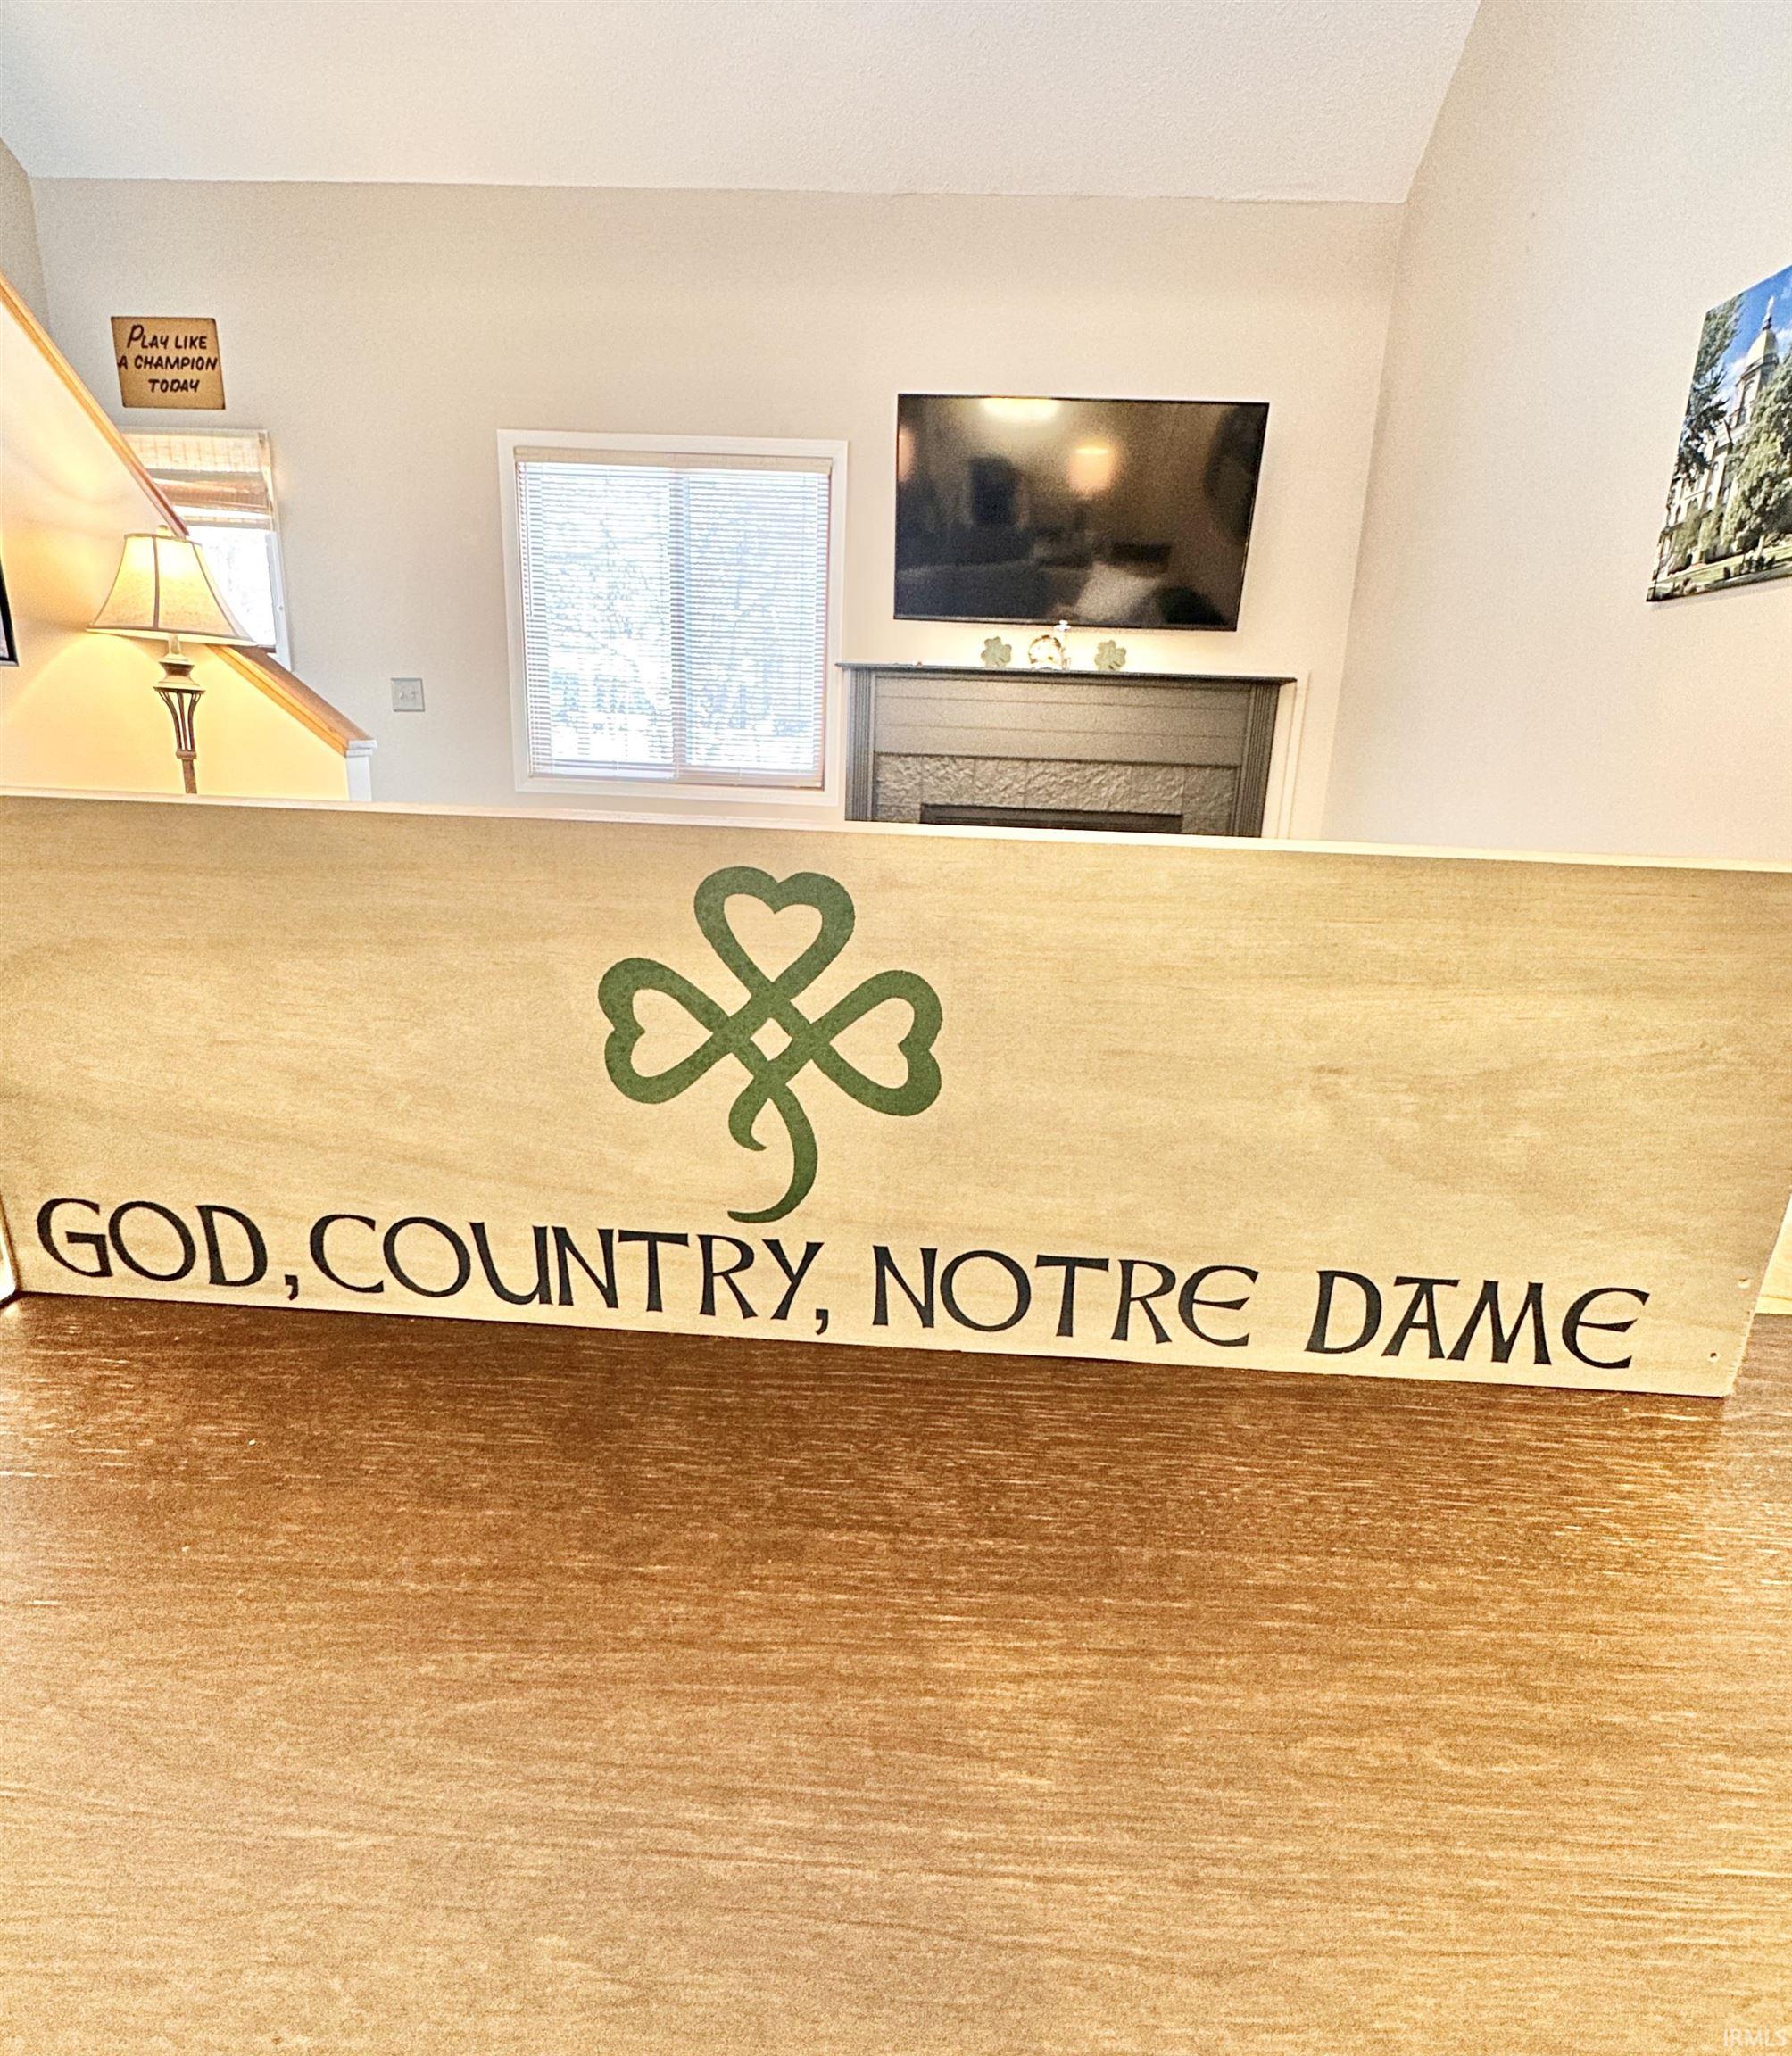 PLAY LIKE
A CHAMPION
TODAY
GOD, COUNTRY, NOTRE DAME
IRMLS